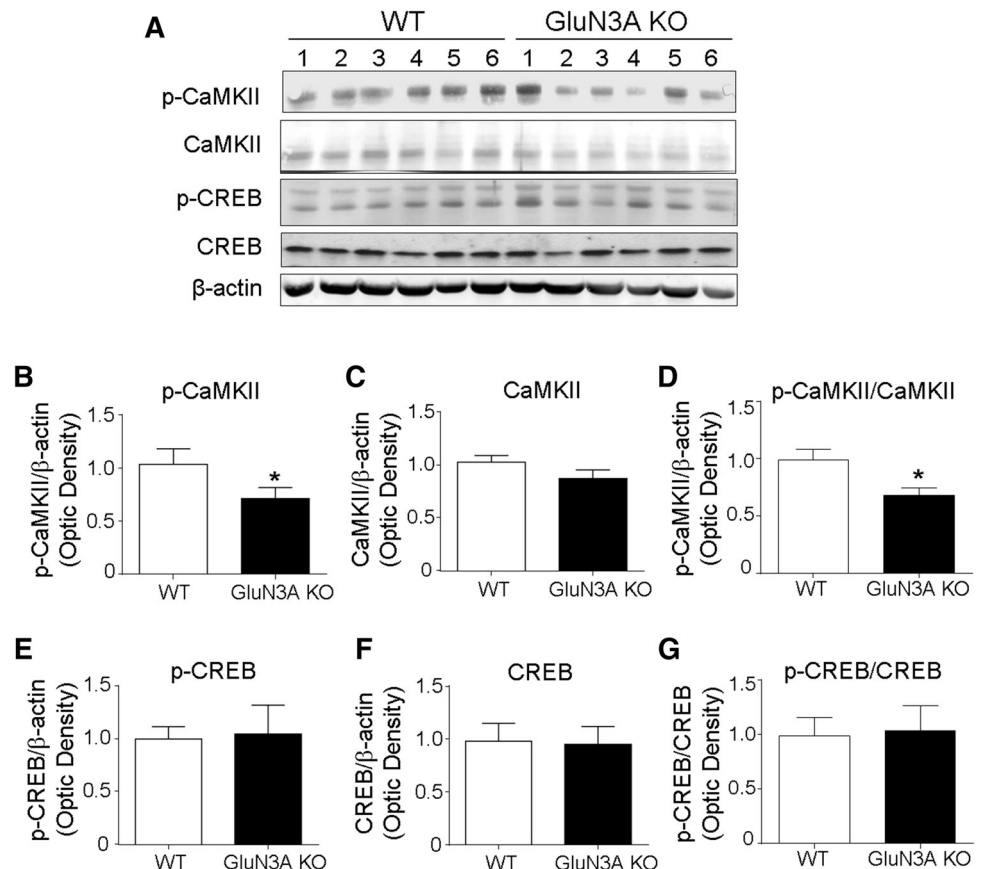 A
WT GluN3A KO
1 2 3 4 5 6 1 2 3 4 5 6
p-CaMKII
CaMKII
p-CREB
CREB
β-actin
B
p-CaMKII
p-CaMKII/β-actin
(Optic Density)
1.5
1.0
0.5
0
*
WT GluN3A KO
C
CaMKII
CaMKII/β-actin
(Optic Density)
1.5
1.0
0.5
0
WT GluN3A KO
D
p-CaMKII/CaMKII
p-CaMKII/β-actin
(Optic Density)
1.5
1.0
0.5
0
*
WT GluN3A KO
E
p-CREB
p-CREB/β-actin
(Optic Density)
1.5
1.0
0.5
0
WT GluN3A KO
F
CREB
CREB/β-actin
(Optic Density)
1.5
1.0
0.5
0
WT GluN3A KO
G
p-CREB/CREB
p-CREB/CREB
(Optic Density)
1.5
1.0
0.5
0
WT GluN3A KO